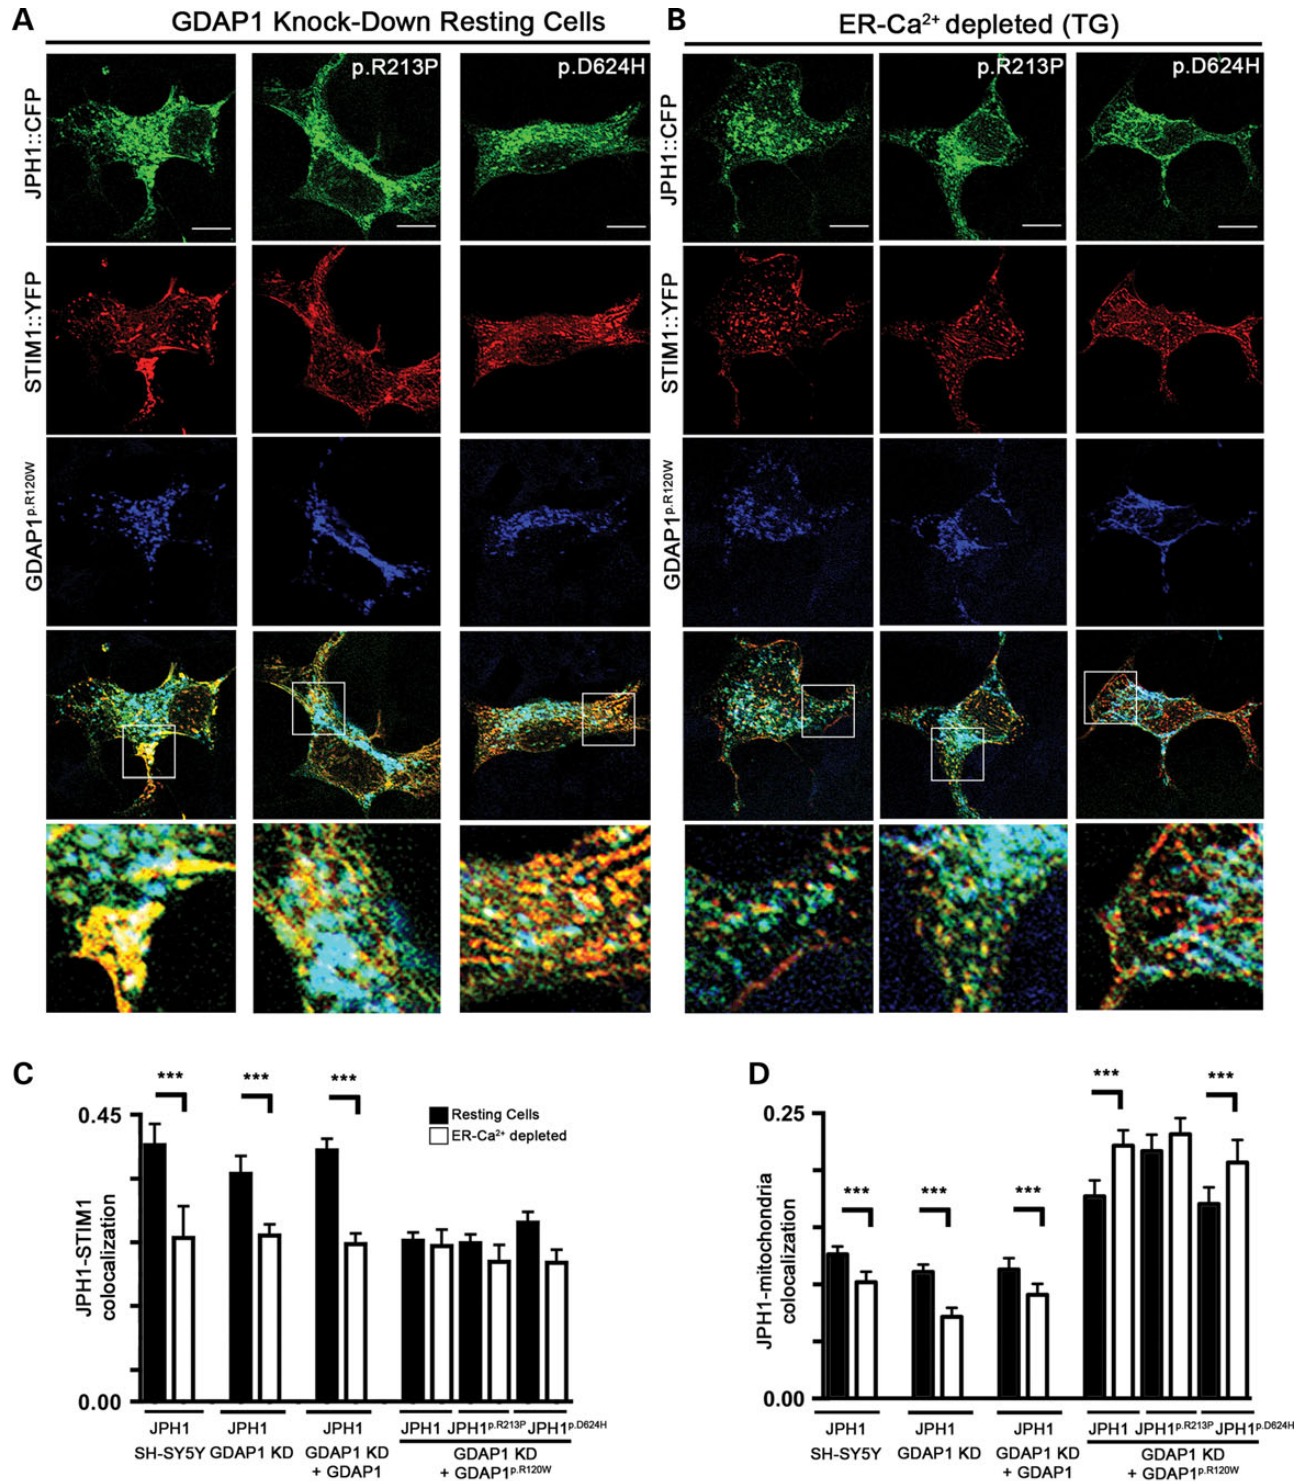 A GDAP1 Knock-Down Resting Cells
B ER-Ca²⁺ depleted (TG)
p.R213P
p.D624H
p.R213P
p.D624H
JPH1::CFP
JPH1::CFP
STIM1::YFP
STIM1::YFP
GDAP1p.R120W
GDAP1p.R120W
C
*** *** ***
0.45
Resting Cells
ER-Ca²⁺ depleted
JPH1-STIM1
colocalization
0.00
JPH1 JPH1 JPH1 JPH1 JPH1p.R213P JPH1p.D624H
SH-SY5Y GDAP1 KD GDAP1 KD
+ GDAP1
GDAP1 KD
+ GDAP1p.R120W
D
*** ***
0.25
*** *** ***
JPH1-mitochondria
colocalization
0.00
JPH1 JPH1 JPH1 JPH1 JPH1p.R213P JPH1p.D624H
SH-SY5Y GDAP1 KD GDAP1 KD
+ GDAP1
GDAP1 KD
+ GDAP1p.R120W